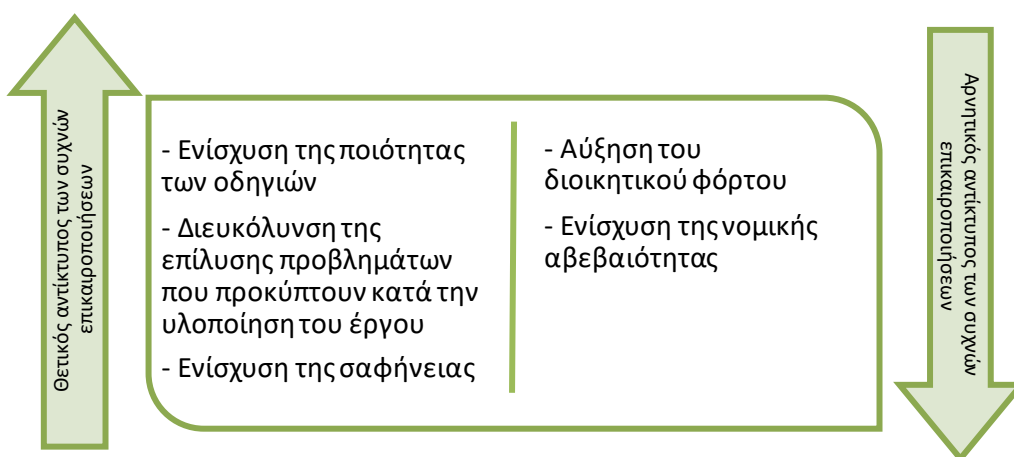 Θετικός αντίκτυπος των συχνών
επικαιροποιήσεων
- Ενίσχυση της ποιότητας
των οδηγιών
- Διευκόλυνση της
επίλυσης προβλημάτων
που προκύπτουν κατά την
υλοποίηση του έργου
- Ενίσχυση της σαφήνειας
- Αύξηση του
διοικητικού φόρτου
- Ενίσχυση της νομικής
αβεβαιότητας
Αρνητικός αντίκτυπος των συχνών
επικαιροποιήσεων